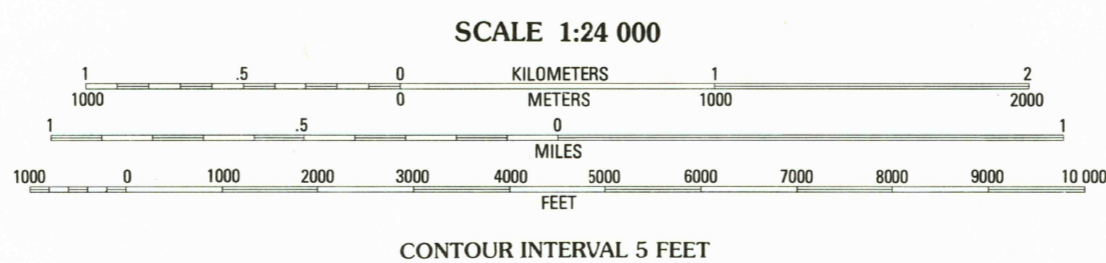 SCALE 1:24 000
1 .5 0 KILOMETERS 1 2
1000 0 METERS 1000 2000
1 .5 0 1
MILES
1000 0 1000 2000 3000 4000 5000 6000 7000 8000 9000 10 000
FEET
CONTOUR INTERVAL 5 FEET